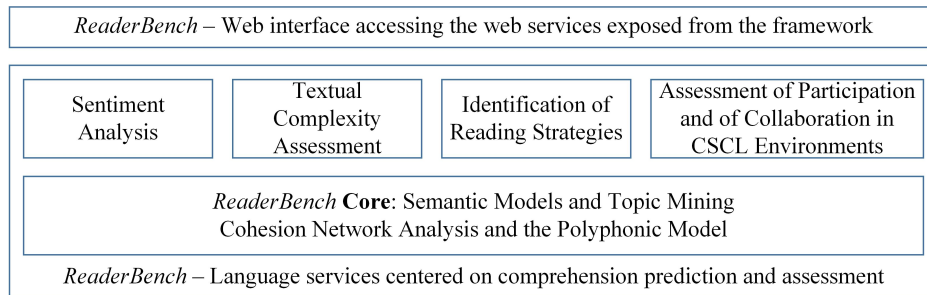 ReaderBench – Web interface accessing the web services exposed from the framework
Sentiment
Analysis
Textual
Complexity
Assessment
Identification of
Reading Strategies
Assessment of Participation
and of Collaboration in
CSCL Environments
ReaderBench Core: Semantic Models and Topic Mining
Cohesion Network Analysis and the Polyphonic Model
ReaderBench – Language services centered on comprehension prediction and assessment